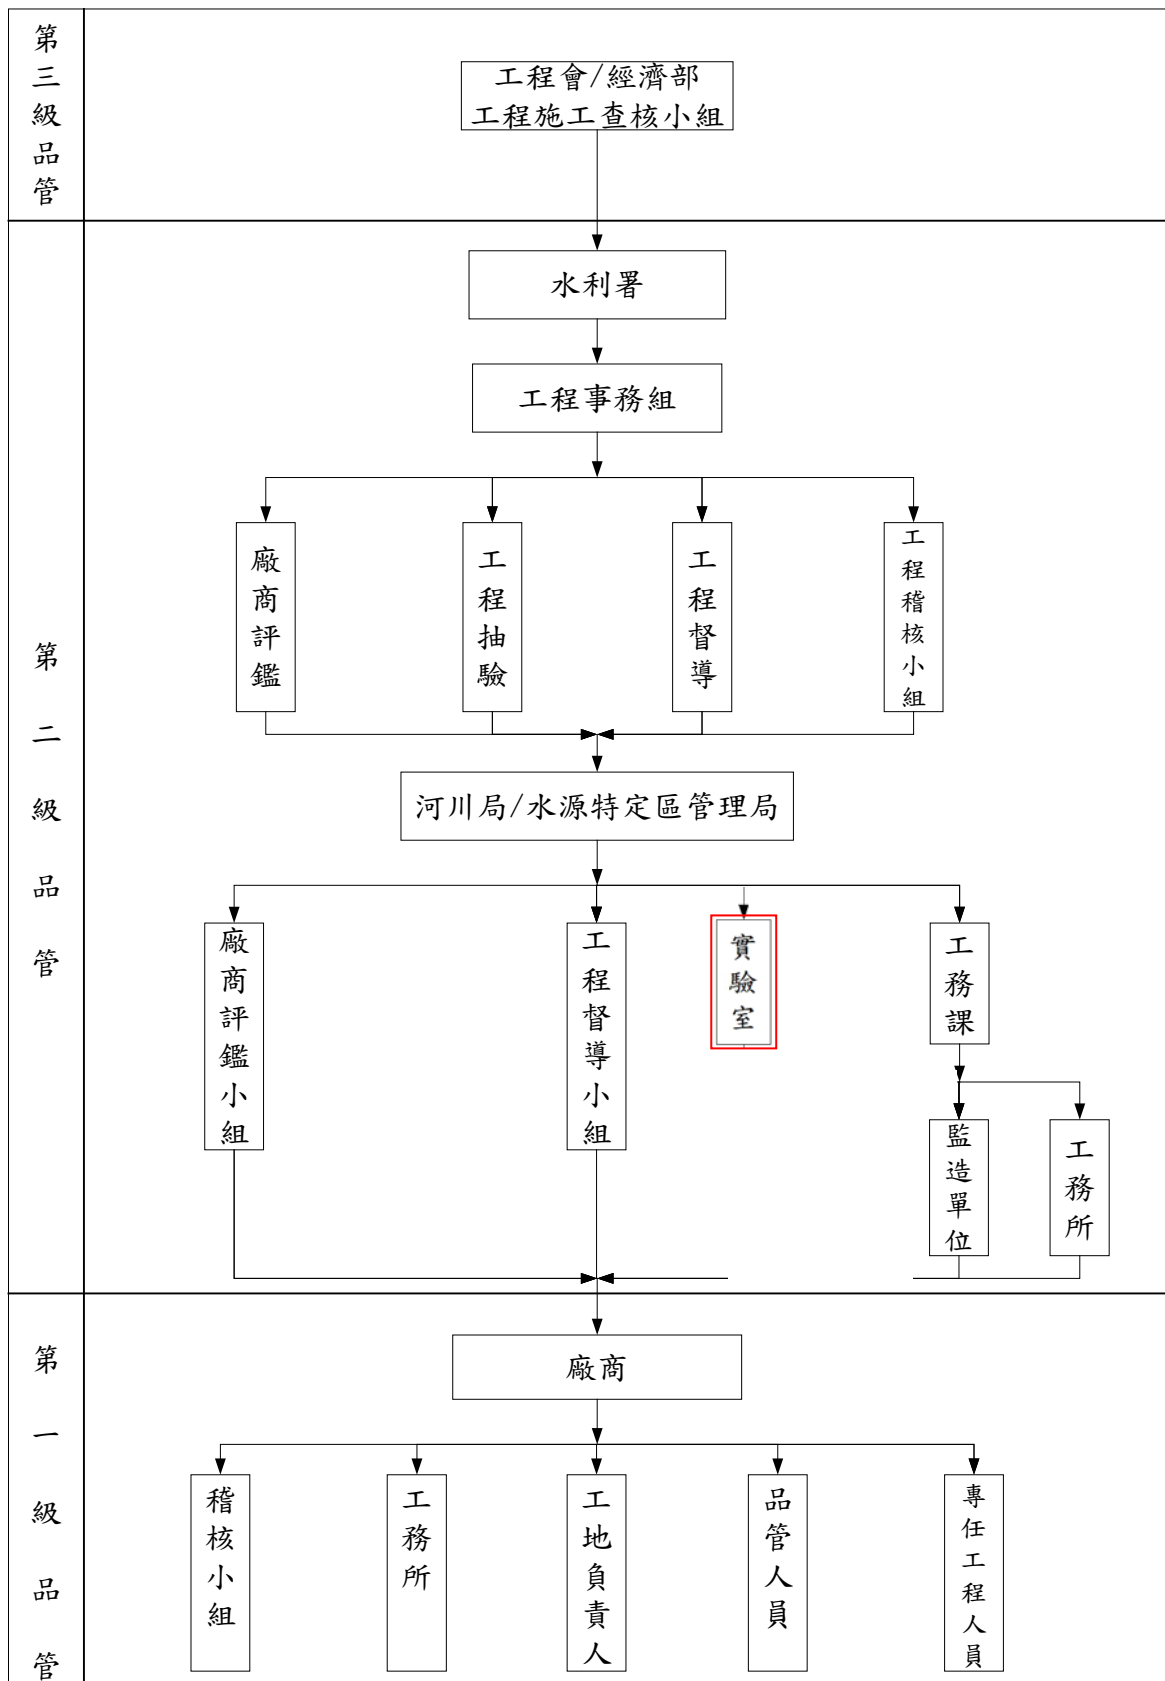 第三級品管
工程會/經濟部
工程施工查核小組
第二級品管
水利署
工程事務組
廠商評鑑
工程抽驗
工程督導
工程稽核小組
河川局/水源特定區管理局
廠商評鑑小組
工程督導小組
實驗室
工務課
監造單位
工務所
第一級品管
廠商
稽核小組
工務所
工地負責人
品管人員
專任工程人員